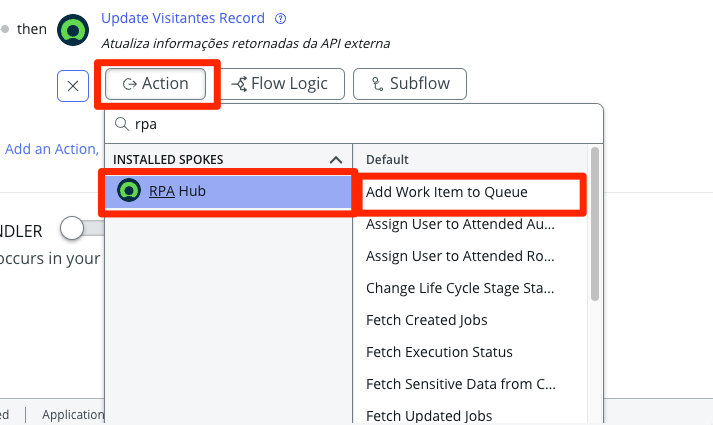 then
Update Visitantes Record
Atualiza informações retornadas da API externa
Action
Flow Logic
Subflow
rpa
Add an Action,
INSTALLED SPOKES
Default
RPA Hub
Add Work Item to Queue
Assign User to Attended Au...
NDLER
Assign User to Attended Ro...
occurs in your
Change Life Cycle Stage Sta...
Fetch Created Jobs
Fetch Execution Status
Fetch Sensitive Data from C...
ed
Application
Fetch Updated Jobs